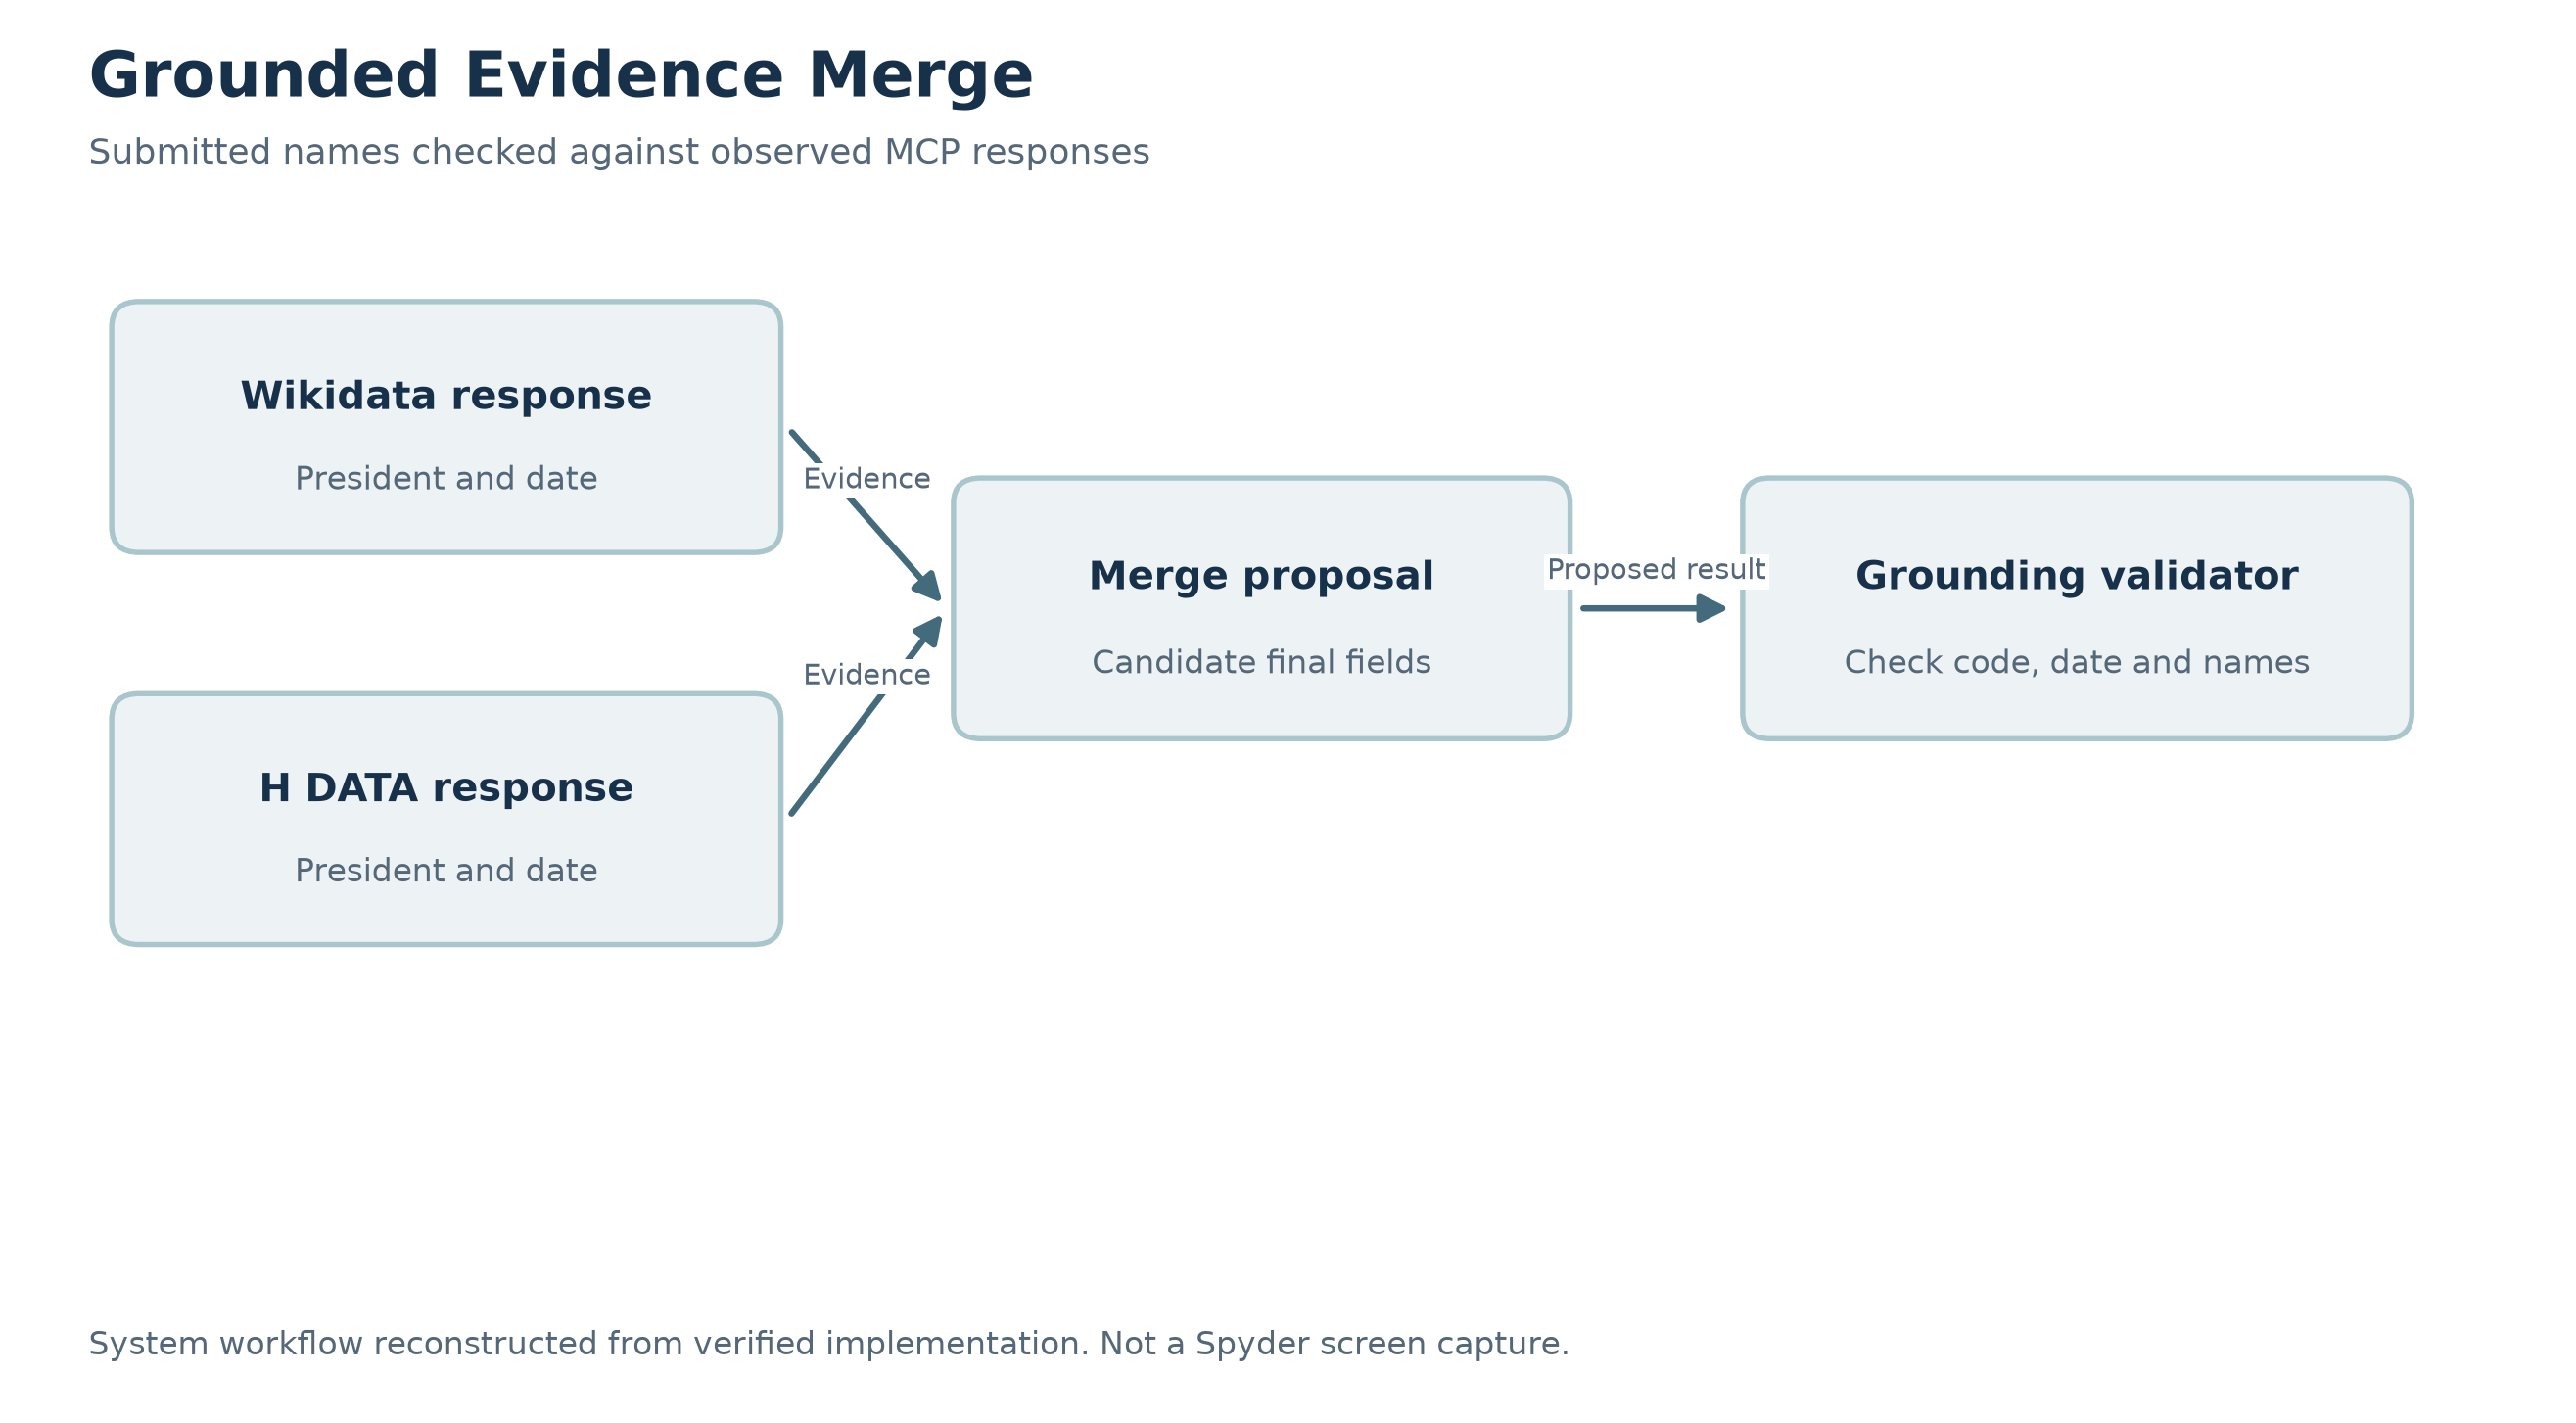 Grounded Evidence Merge
Submitted names checked against observed MCP responses
Wikidata response
President and date
Evidence
H DATA response
President and date
Evidence
Merge proposal
Candidate final fields
Proposed result
Grounding validator
Check code, date and names
System workflow reconstructed from verified implementation. Not a Spyder screen capture.